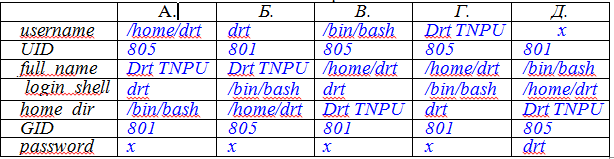 А. Б. В. Г. Д.
username /home/drt drt /bin/bash Drt TNPU x
UID 805 801 805 805 801
full_name Drt TNPU Drt TNPU /home/drt /home/drt /bin/bash
login_shell drt /bin/bash drt /bin/bash /home/drt
home_dir /bin/bash /home/drt Drt TNPU drt Drt TNPU
GID 801 805 801 801 805
password x x x x drt